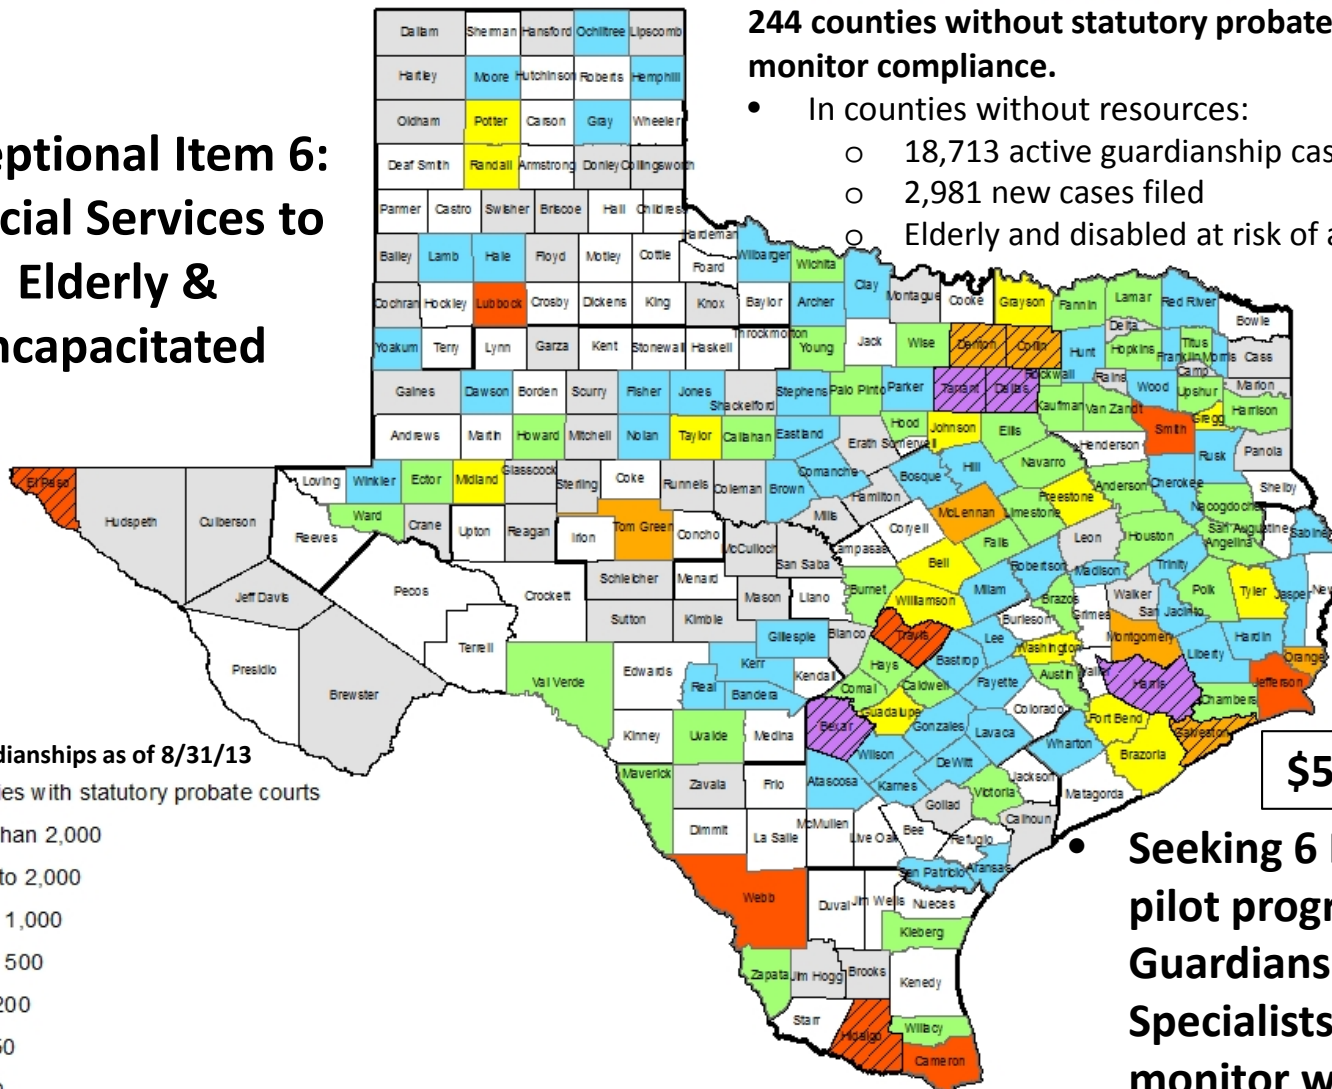 244 counties without statutory probate
monitor compliance.
• In counties without resources:
o 18,713 active guardianship cas
o 2,981 new cases filed
o Elderly and disabled at risk of a
eptional Item 6:
cial Services to
Elderly &
ncapacitated
Dallam Sherman Hansford Ochiltree Lipscomb
Hartley Moore Hutchinson Roberts Hemphill
Oldham Potter Carson Gray Wheeler
Deaf Smith Randall Armstrong Donley Collingsworth
Parmer Castro Swisher Briscoe Hall Childress
Hardeman
Bailey Lamb Hale Floyd Motley Cottle Foard Wilbarger Wichita
Clay Montague Cooke Grayson Fannin Lamar Red River Bowie
Cochran Hockley Lubbock Crosby Dickens King Knox Baylor Archer
Delta Titus Franklin Morris Cass
Yoakum Terry Lynn Garza Kent Stonewall Haskell Throckmorton Young Jack Wise Denton Collin Hunt Hopkins
Rockwall Rains Camp Wood Upshur Marion
Gaines Dawson Borden Scurry Fisher Jones Shackelford Stephens Palo Pinto Parker Tarrant Dallas Kaufman Van Zandt Gregg Harrison
Andrews Martin Howard Mitchell Nolan Taylor Callahan Eastland Erath Somervell Hood Johnson Ellis Henderson Smith Rusk Panola
El Paso Hudspeth Culberson Loving Winkler Ector Midland Glasscock Sterling Coke Runnels Coleman Brown Comanche Hamilton Bosque Hill Navarro Freestone Anderson Cherokee Shelby
Nacogdoches San Augustine Sabine
Reeves Ward Crane Upton Reagan Irion Tom Green Concho McCulloch Mills San Saba Lampasas Coryell McLennan Limestone Falls Leon Houston Angelina
Jeff Davis Pecos Crockett Schleicher Menard Mason Llano Burnet Bell Williamson Milam Robertson Madison Trinity Walker Polk Tyler Jasper New
Presidio Brewster Terrell Sutton Kimble Gillespie Blanco Travis Lee Burleson Brazos Grimes San Jacinto Montgomery Hardin Liberty Orange
Val Verde Edwards Real Kerr Bandera Kendall Hays Comal Caldwell Bastrop Fayette Washington Austin Waller Harris Chambers Jefferson
Kinney Uvalde Medina Bexar Guadalupe Gonzales Colorado Lavaca Wharton Fort Bend Brazoria Galveston
Maverick Zavala Frio Atascosa Wilson Karnes DeWitt Victoria Jackson Matagorda
Dimmit La Salle McMullen Live Oak Bee Goliad Refugio Calhoun Aransas San Patricio
Webb Duval Jim Wells Nueces Kleberg
Zapata Jim Hogg Brooks Kenedy
Starr Hidalgo Willacy Cameron
dianships as of 8/31/13
ies with statutory probate courts
han 2,000
to 2,000
1,000
500
200
50
$5
• Seeking 6
pilot progr
Guardians
Specialists
monitor w